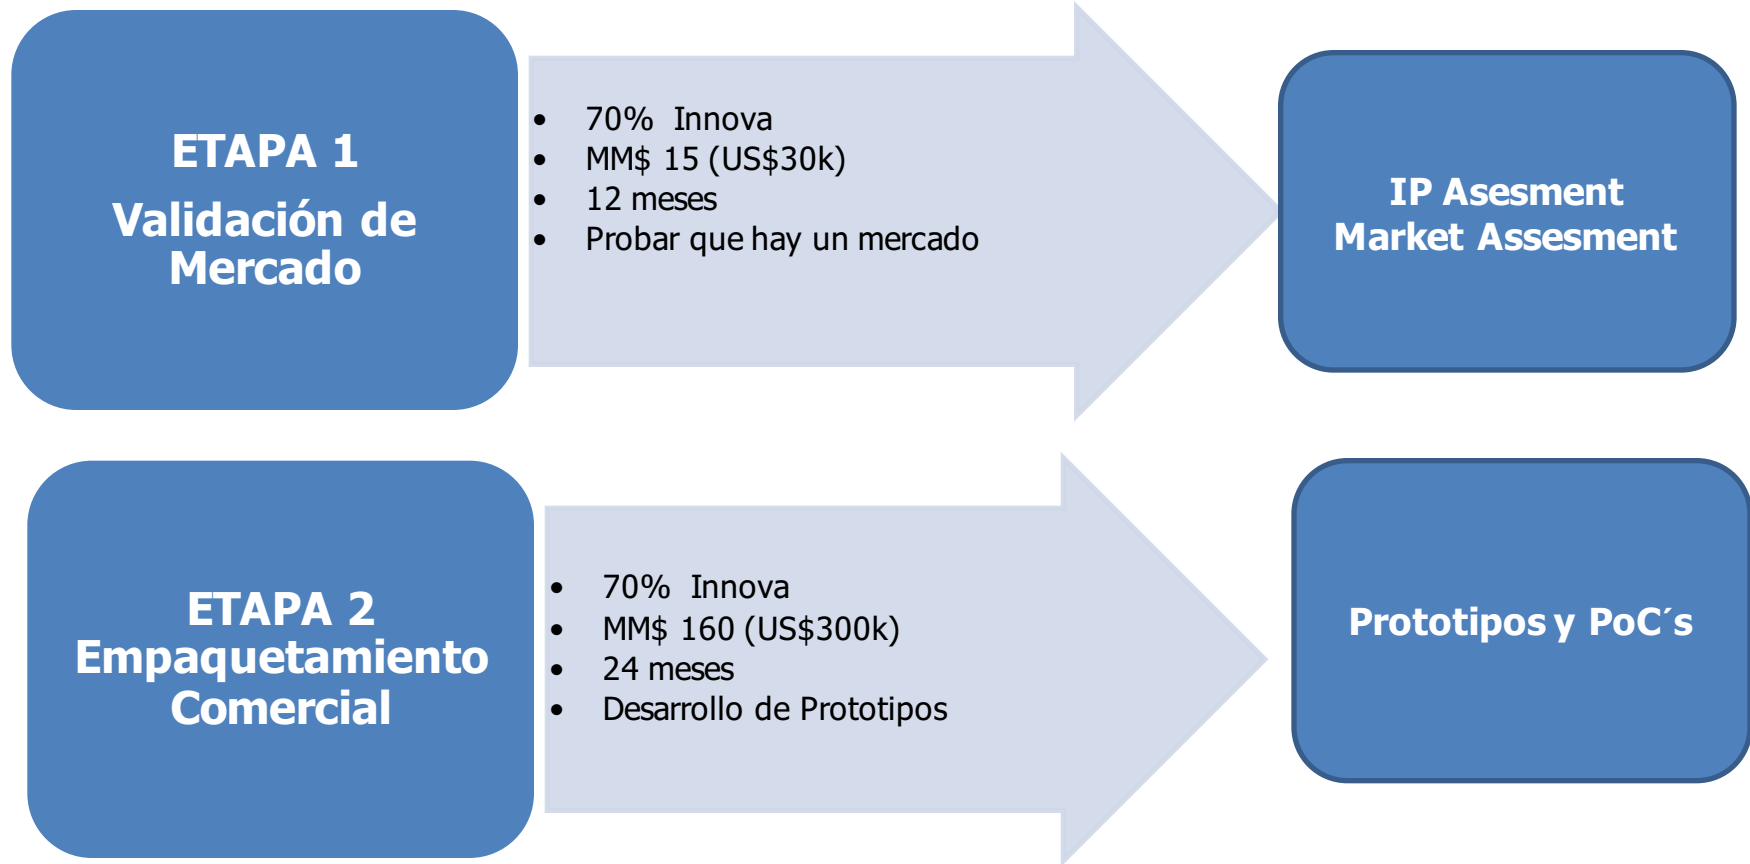 ETAPA 1
Validación de
Mercado
• 70% Innova
• MM$ 15 (US$30k)
• 12 meses
• Probar que hay un mercado
IP Asesment
Market Assesment
ETAPA 2
Empaquetamiento
Comercial
• 70% Innova
• MM$ 160 (US$300k)
• 24 meses
• Desarrollo de Prototipos
Prototipos y PoC´s